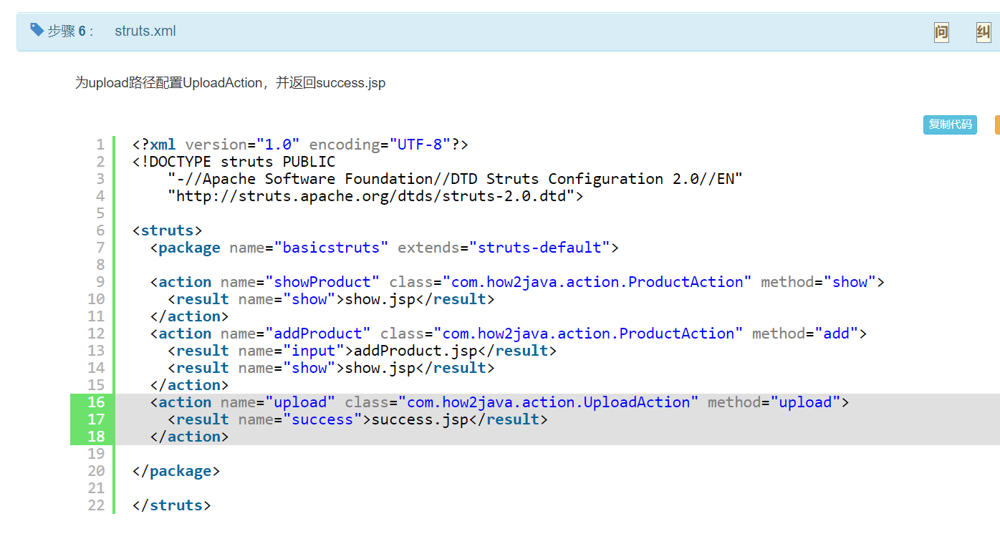 步骤 6 : struts.xml 问 纠
为upload路径配置UploadAction，并返回success.jsp
复制代码
1 <?xml version="1.0" encoding="UTF-8"?>
2 <!DOCTYPE struts PUBLIC
3     "-//Apache Software Foundation//DTD Struts Configuration 2.0//EN"
4     "http://struts.apache.org/dtds/struts-2.0.dtd">
5
6 <struts>
7   <package name="basicstruts" extends="struts-default">
8
9   <action name="showProduct" class="com.how2java.action.ProductAction" method="show">
10     <result name="show">show.jsp</result>
11   </action>
12   <action name="addProduct" class="com.how2java.action.ProductAction" method="add">
13     <result name="input">addProduct.jsp</result>
14     <result name="show">show.jsp</result>
15   </action>
16   <action name="upload" class="com.how2java.action.UploadAction" method="upload">
17     <result name="success">success.jsp</result>
18   </action>
19
20 </package>
21
22 </struts>